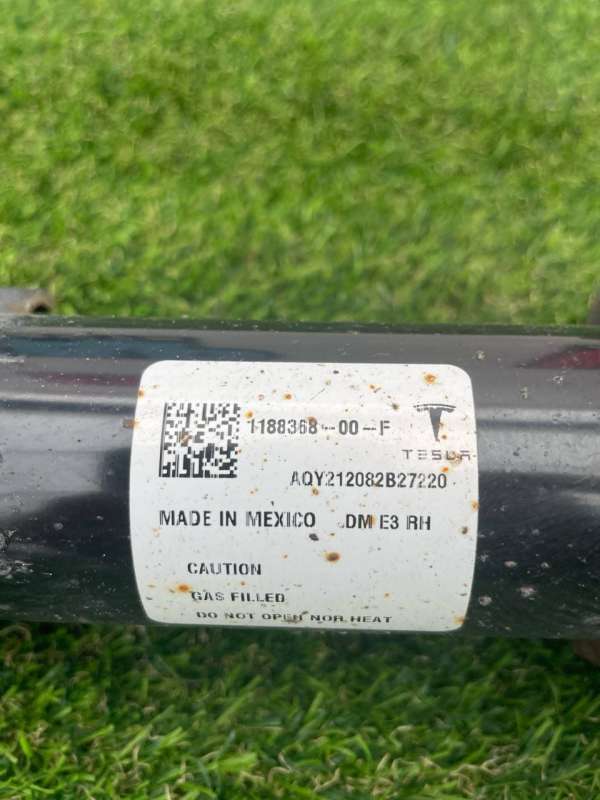 1188368-00-F
TESLA
AQY212082B27220
MADE IN MEXICO DM E3 RH
CAUTION
GAS FILLED
DO NOT OPEN NOR HEAT